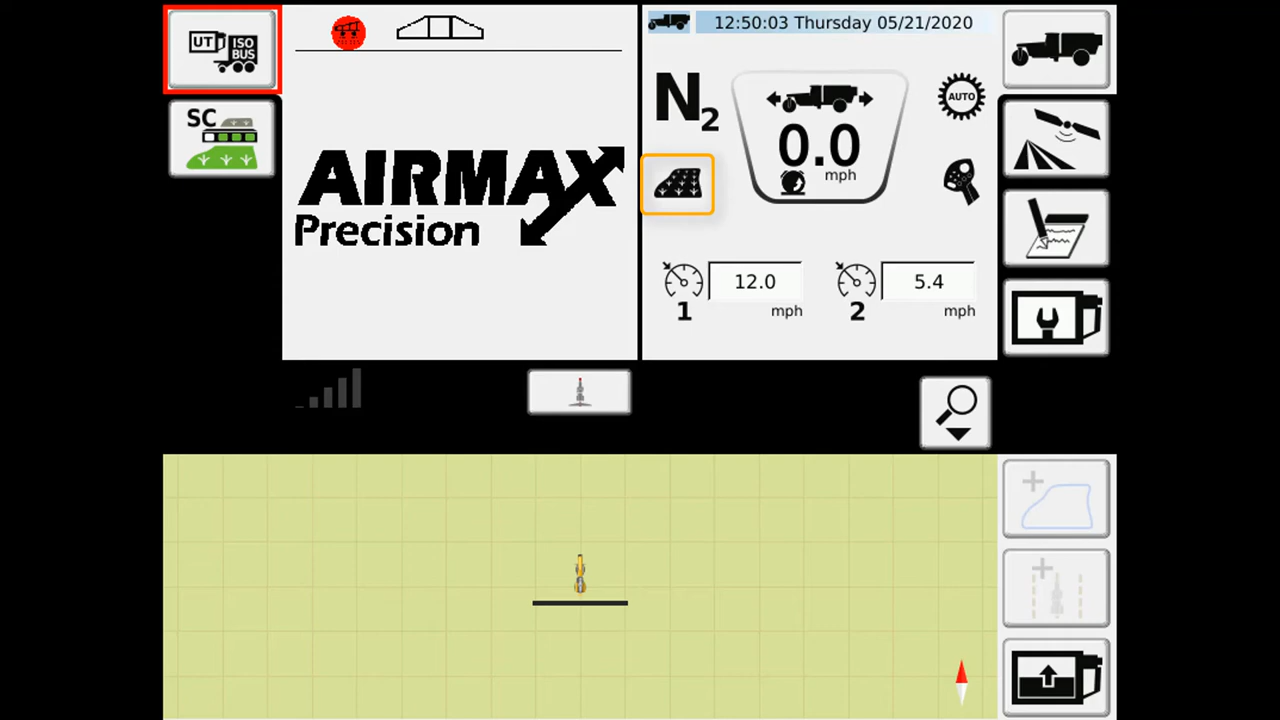 UT ISO
BUS
SC
AIRMAX
Precision
12:50:03 Thursday 05/21/2020
N2
0.0
mph
AUTO
1
12.0
mph
2
5.4
mph